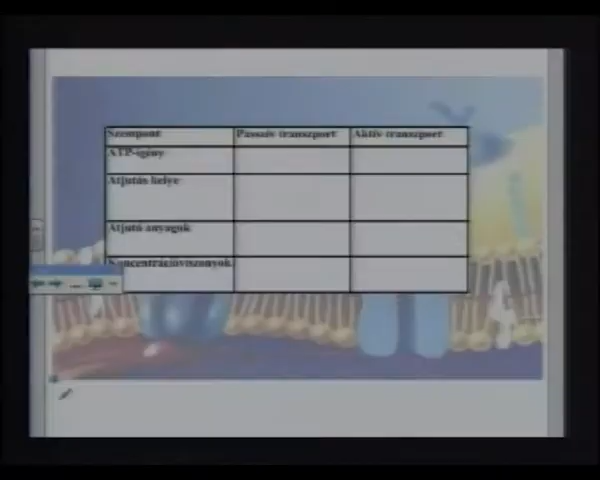 Szempont Passzív transzport Aktív transzport
ATP-igény
Átjutás helye
Átjutó anyagok
Koncentrációviszonyok